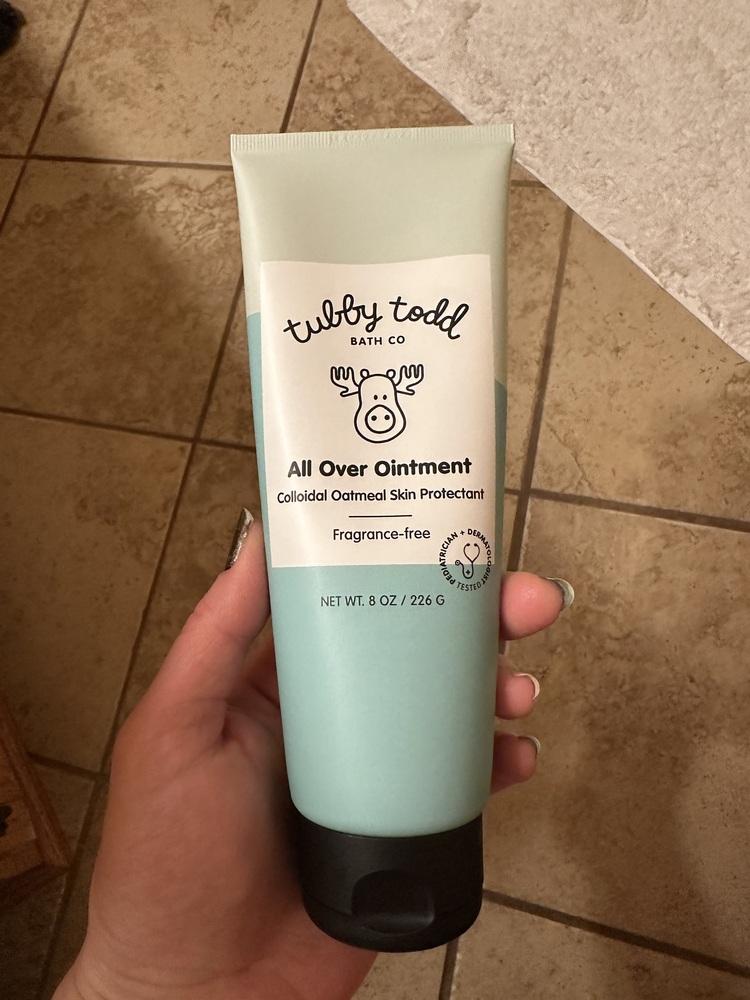 tubby todd
BATH CO
All Over Ointment
Colloidal Oatmeal Skin Protectant
Fragrance-free
PEDIATRICIAN + DERMATOLOGIST TESTED
NET WT. 8 OZ / 226 G